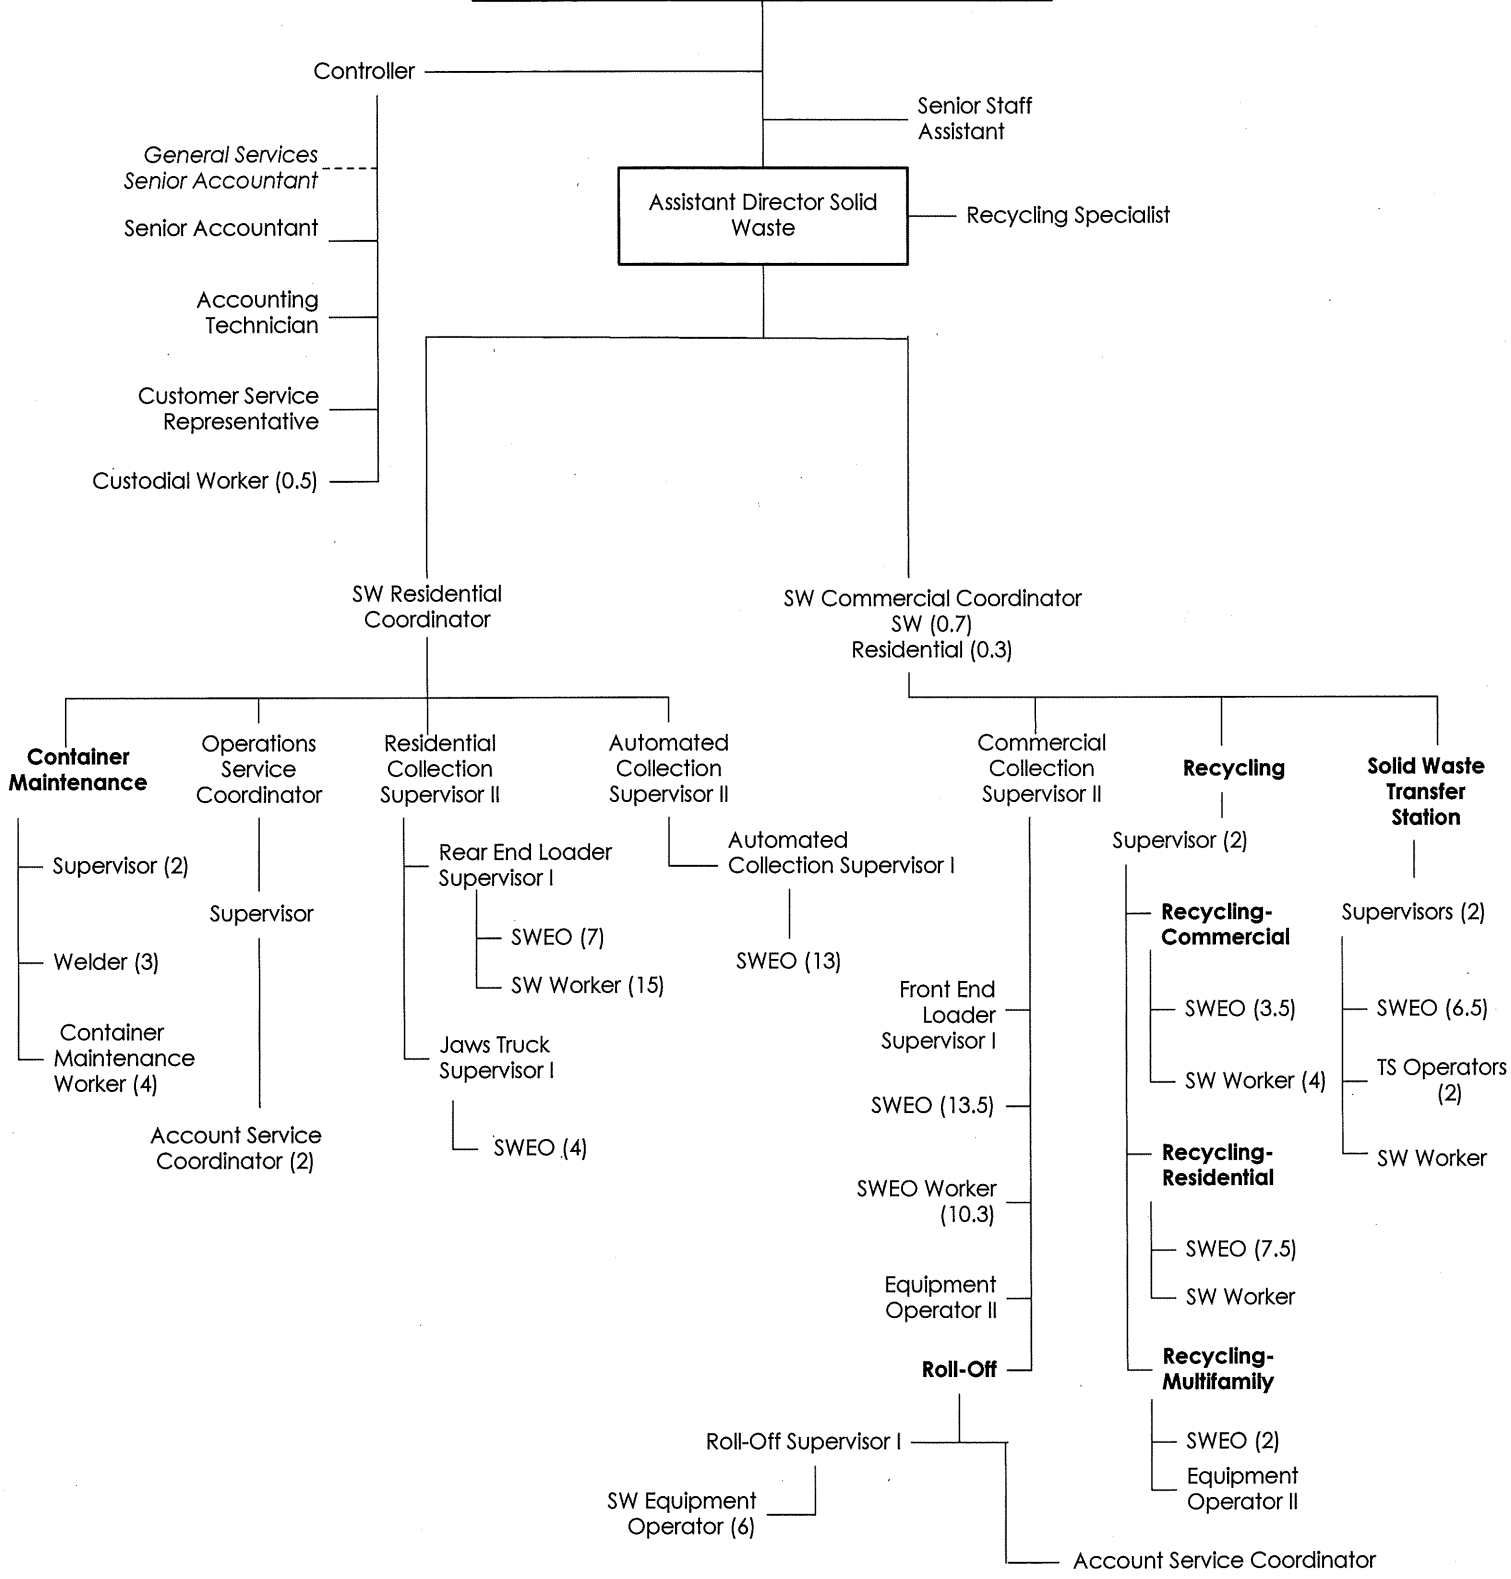 Controller
Senior Staff
Assistant
General Services
Senior Accountant
Assistant Director Solid
Waste
Recycling Specialist
Senior Accountant
Accounting
Technician
Customer Service
Representative
Custodial Worker (0.5)
SW Residential
Coordinator
SW Commercial Coordinator
SW (0.7)
Residential (0.3)
Container
Maintenance
Supervisor (2)
Welder (3)
Container
Maintenance
Worker (4)
Operations
Service
Coordinator
Supervisor
Account Service
Coordinator (2)
Residential
Collection
Supervisor II
Rear End Loader
Supervisor I
SWEO (7)
SW Worker (15)
Jaws Truck
Supervisor I
SWEO (4)
Automated
Collection
Supervisor II
Automated
Collection Supervisor I
SWEO (13)
Commercial
Collection
Supervisor II
Front End
Loader
Supervisor I
SWEO (13.5)
SWEO Worker
(10.3)
Equipment
Operator II
Roll-Off
Roll-Off Supervisor I
SW Equipment
Operator (6)
Account Service Coordinator
Recycling
Supervisor (2)
Recycling-
Commercial
SWEO (3.5)
SW Worker (4)
Recycling-
Residential
SWEO (7.5)
SW Worker
Recycling-
Multifamily
SWEO (2)
Equipment
Operator II
Solid Waste
Transfer
Station
Supervisors (2)
SWEO (6.5)
TS Operators
(2)
SW Worker